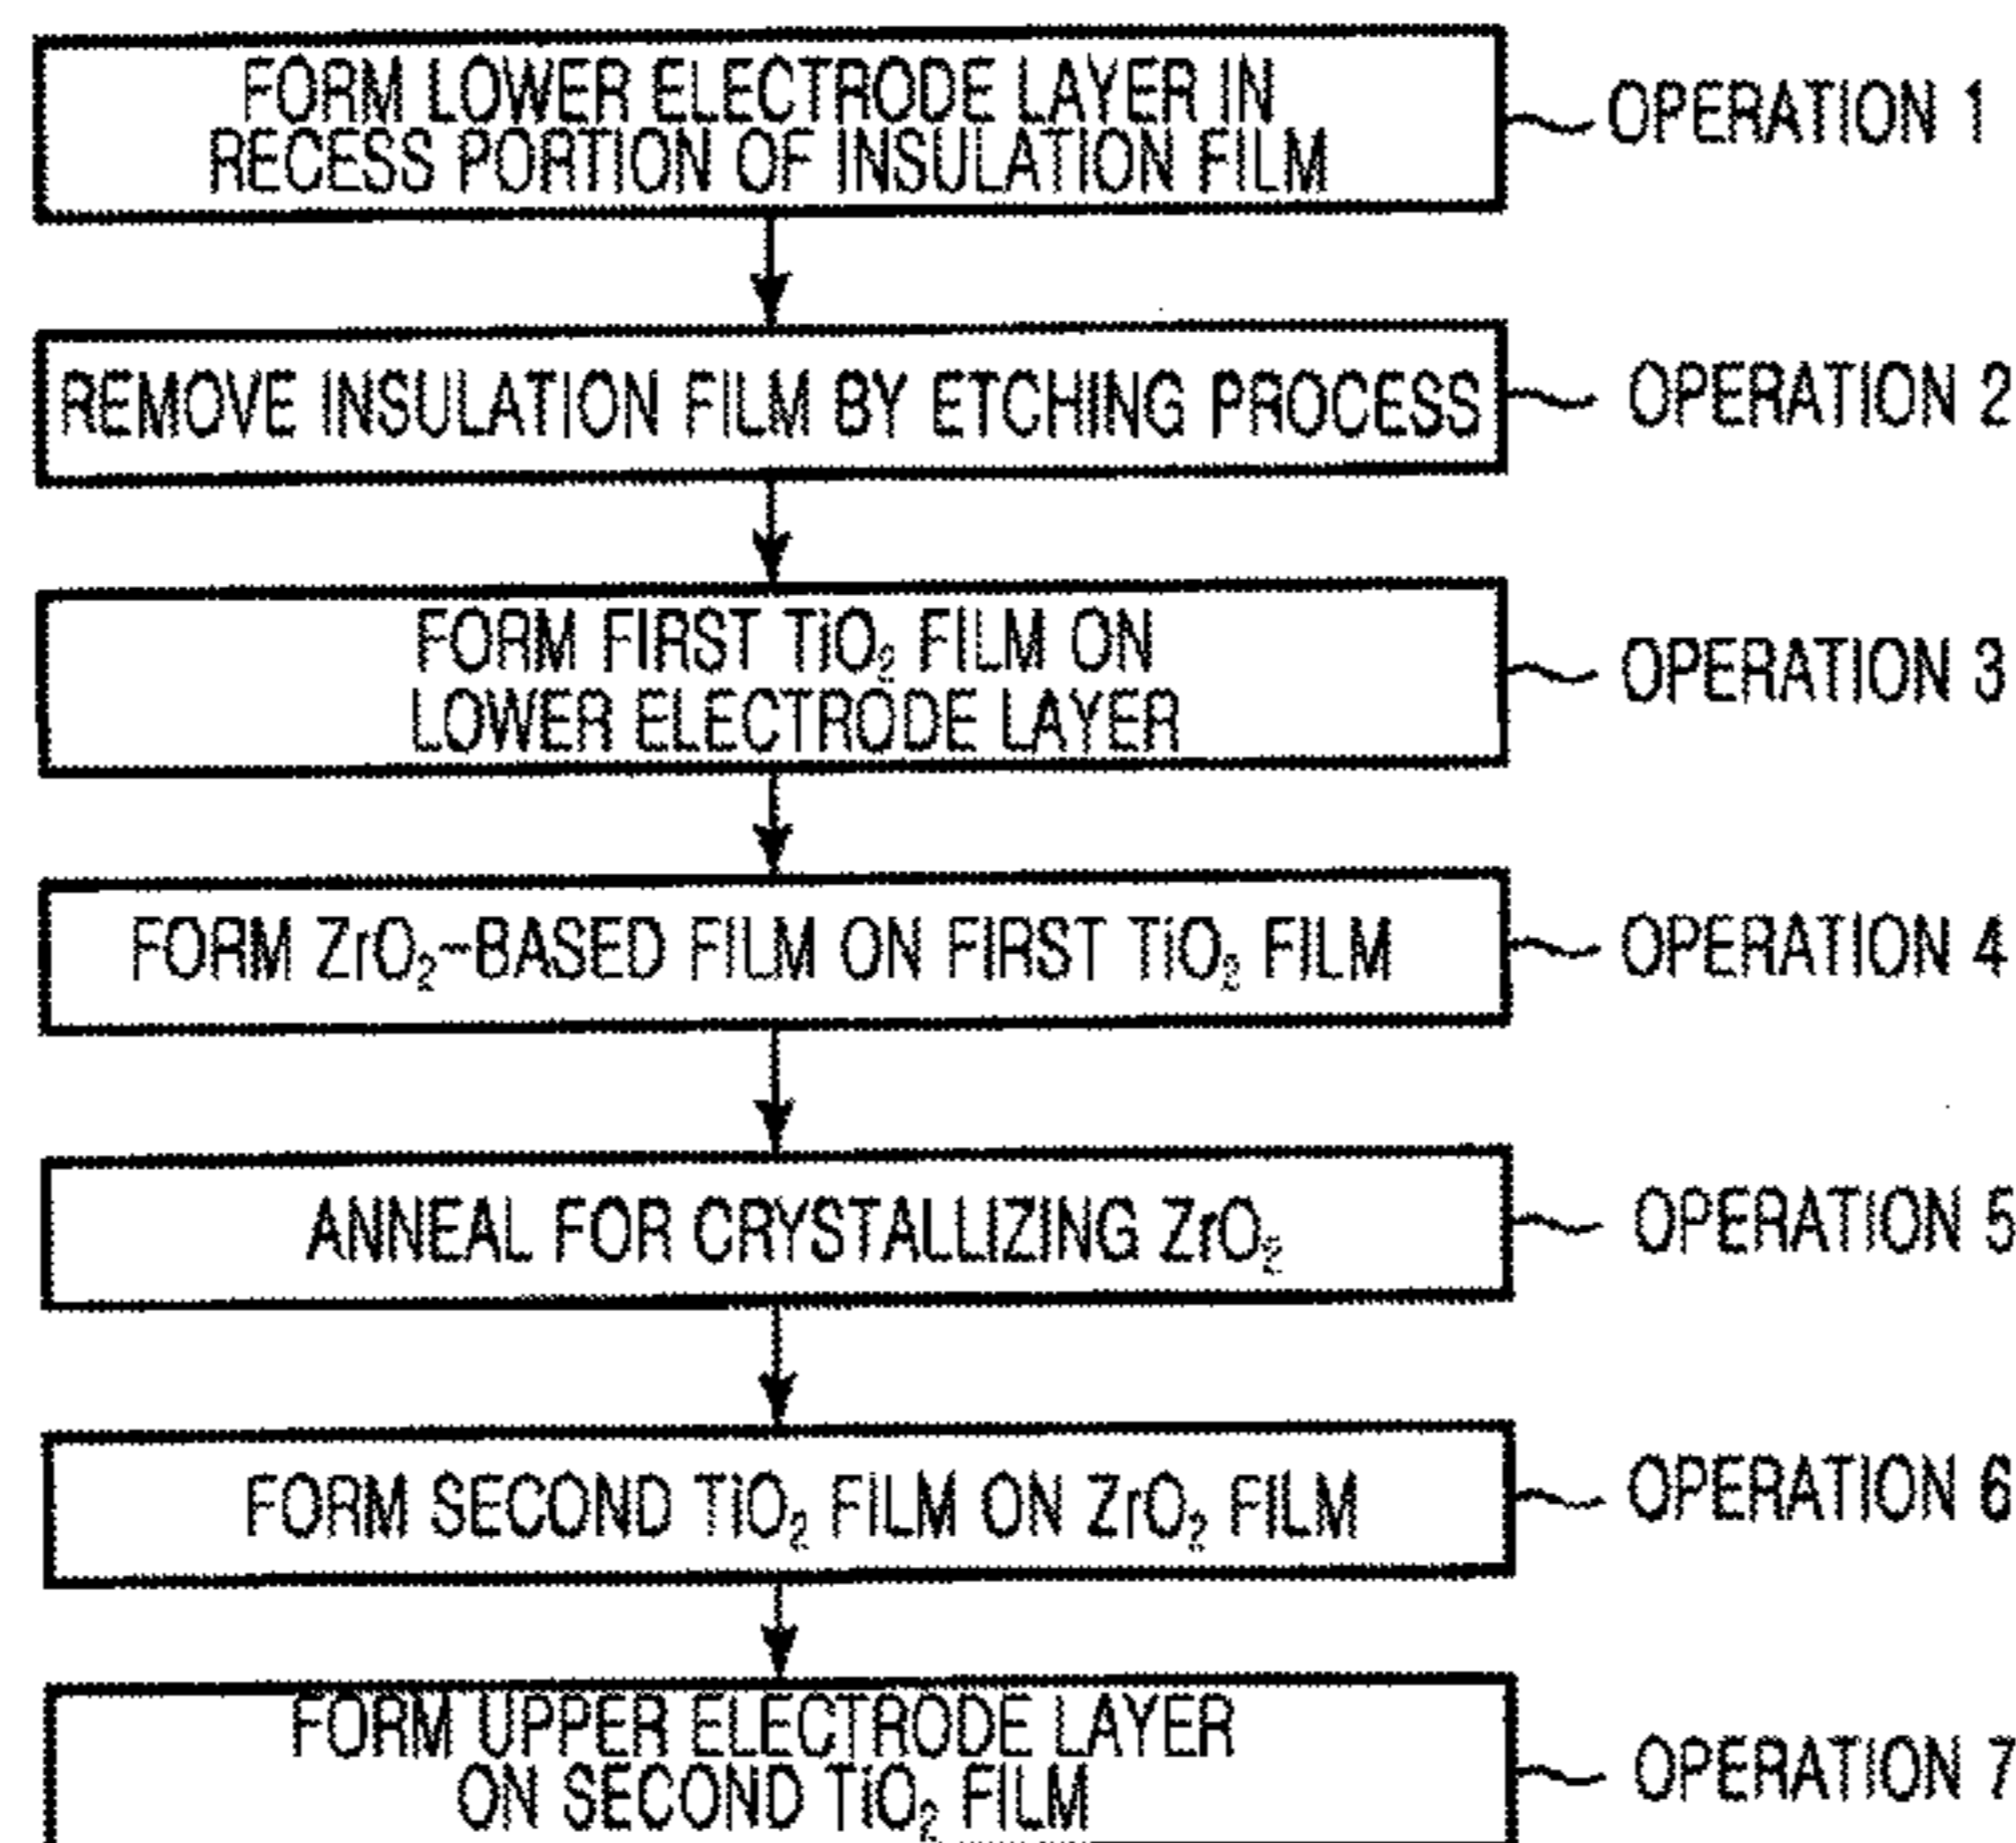 FORM LOWER ELECTRODE LAYER IN
RECESS PORTION OF INSULATION FILM
OPERATION 1
REMOVE INSULATION FILM BY ETCHING PROCESS
OPERATION 2
FORM FIRST TiO₂ FILM ON
LOWER ELECTRODE LAYER
OPERATION 3
FORM ZrO₂-BASED FILM ON FIRST TiO₂ FILM
OPERATION 4
ANNEAL FOR CRYSTALLIZING ZrO₂
OPERATION 5
FORM SECOND TiO₂ FILM ON ZrO₂ FILM
OPERATION 6
FORM UPPER ELECTRODE LAYER
ON SECOND TiO₂ FILM
OPERATION 7